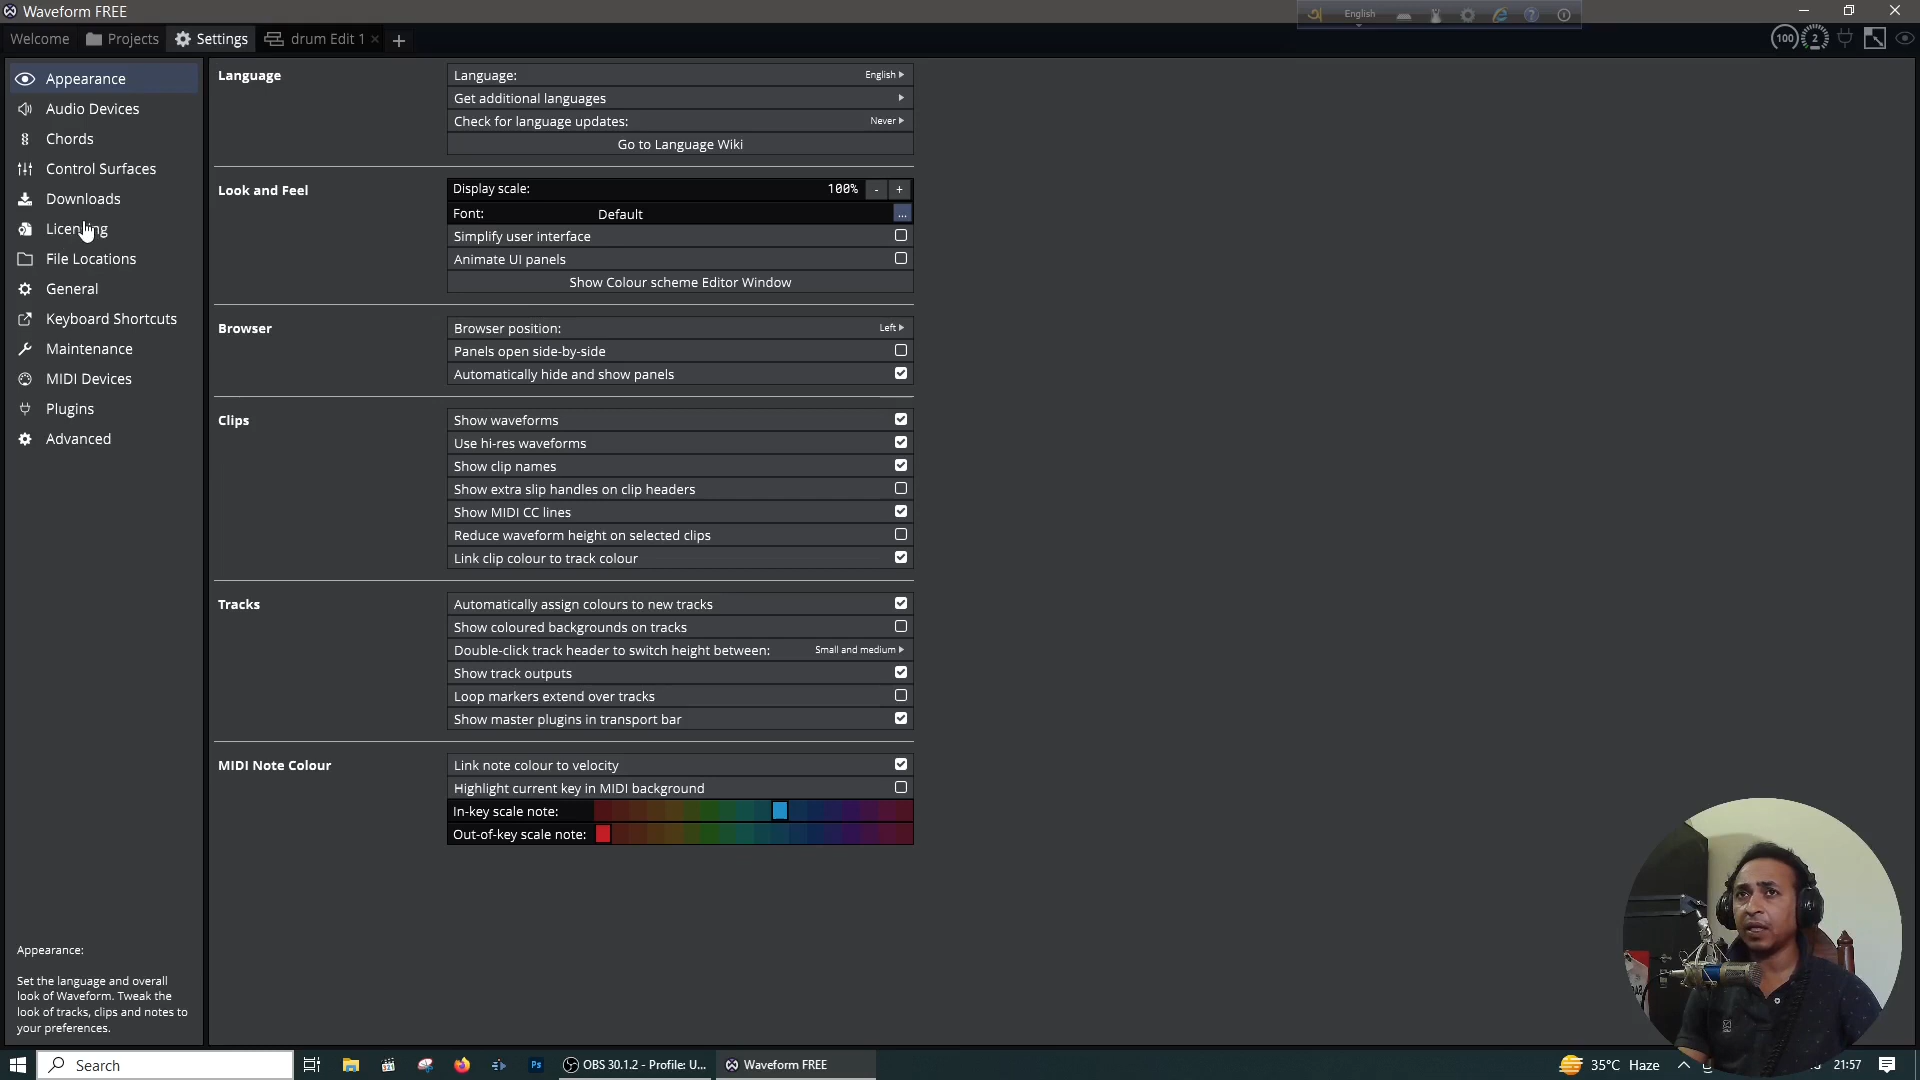 Waveform FREE
English
Welcome
Projects
Settings
drum Edit 1
100
2
Appearance
Audio Devices
Chords
Control Surfaces
Downloads
Licensing
File Locations
General
Keyboard Shortcuts
Maintenance
MIDI Devices
Plugins
Advanced
Language
Language: English
Get additional languages
Check for language updates: Never
Go to Language Wiki
Look and Feel
Display scale: 100% - +
Font: Default ...
Simplify user interface
Animate UI panels
Show Colour scheme Editor Window
Browser
Browser position: Left
Panels open side-by-side
Automatically hide and show panels
Clips
Show waveforms
Use hi-res waveforms
Show clip names
Show extra slip handles on clip headers
Show MIDI CC lines
Reduce waveform height on selected clips
Link clip colour to track colour
Tracks
Automatically assign colours to new tracks
Show coloured backgrounds on tracks
Double-click track header to switch height between: Small and medium
Show track outputs
Loop markers extend over tracks
Show master plugins in transport bar
MIDI Note Colour
Link note colour to velocity
Highlight current key in MIDI background
In-key scale note:
Out-of-key scale note:
Appearance:
Set the language and overall
look of Waveform. Tweak the
look of tracks, clips and notes to
your preferences.
Search
Ps
OBS 30.1.2 - Profile: U...
Waveform FREE
35°C Haze
21:57